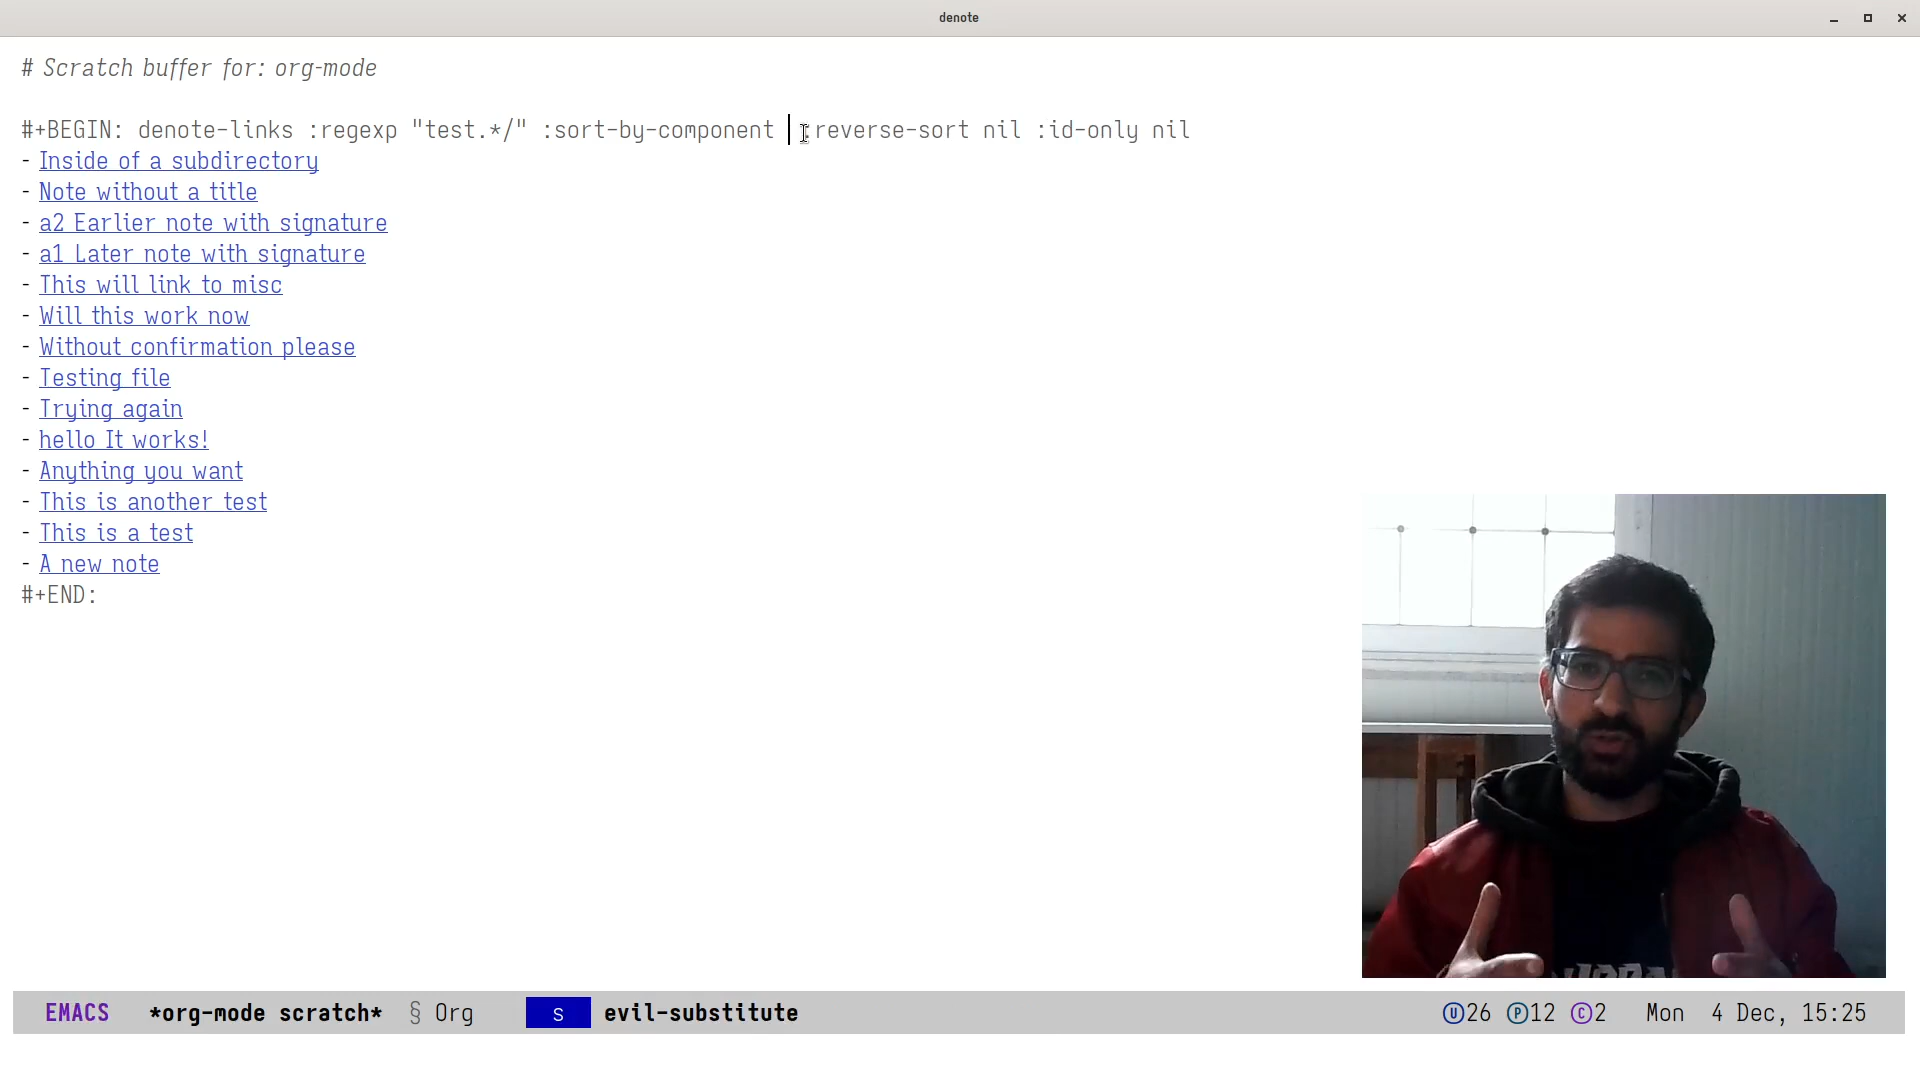 denote
# Scratch buffer for: org-mode
#+BEGIN: denote-links :regexp "test.*/" :sort-by-component :reverse-sort nil :id-only nil
- Inside of a subdirectory
- Note without a title
- a2 Earlier note with signature
- a1 Later note with signature
- This will link to misc
- Will this work now
- Without confirmation please
- Testing file
- Trying again
- hello It works!
- Anything you want
- This is another test
- This is a test
- A new note
#+END:
EMACS *org-mode scratch* § Org s evil-substitute U26 P12 C2 Mon 4 Dec, 15:25